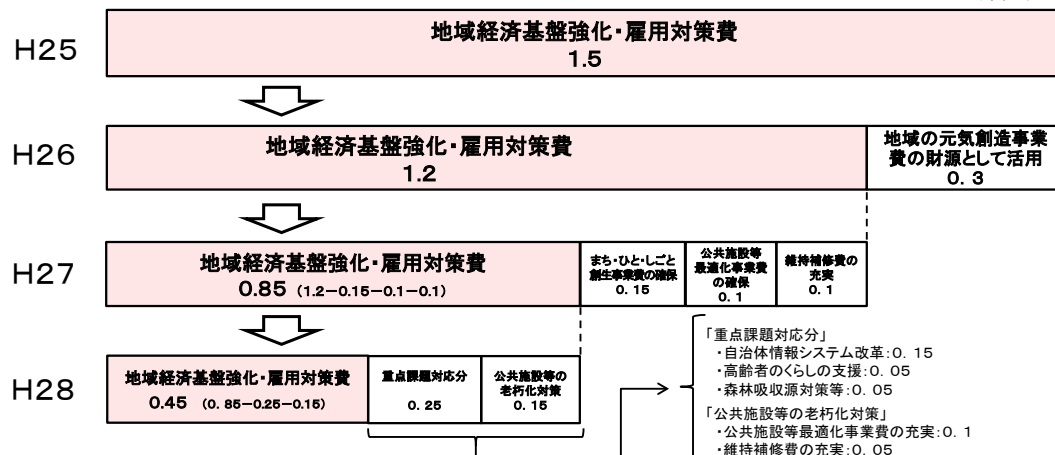 H25
地域経済基盤強化・雇用対策費
1.5
H26
地域経済基盤強化・雇用対策費
1.2
地域の元気創造事業
費の財源として活用
0. 3
H27
地域経済基盤強化・雇用対策費
0.85 (1.2-0.15-0.1-0.1)
まち・ひと・しごと
創生事業費の確保
0. 15
公共施設等
最適化事業費
の確保
0. 1
維持補修費の
充実
0. 1
H28
地域経済基盤強化・雇用対策費
0.45 (0. 85-0.25-0.15)
重点課題対応分
0. 25
公共施設等の
老朽化対策
0. 15
「重点課題対応分」
・自治体情報システム改革:0. 15
・高齢者のくらしの支援:0. 05
・森林吸収源対策等:0. 05
「公共施設等の老朽化対策」
・公共施設等最適化事業費の充実:0. 1
・維持補修費の充実:0. 05